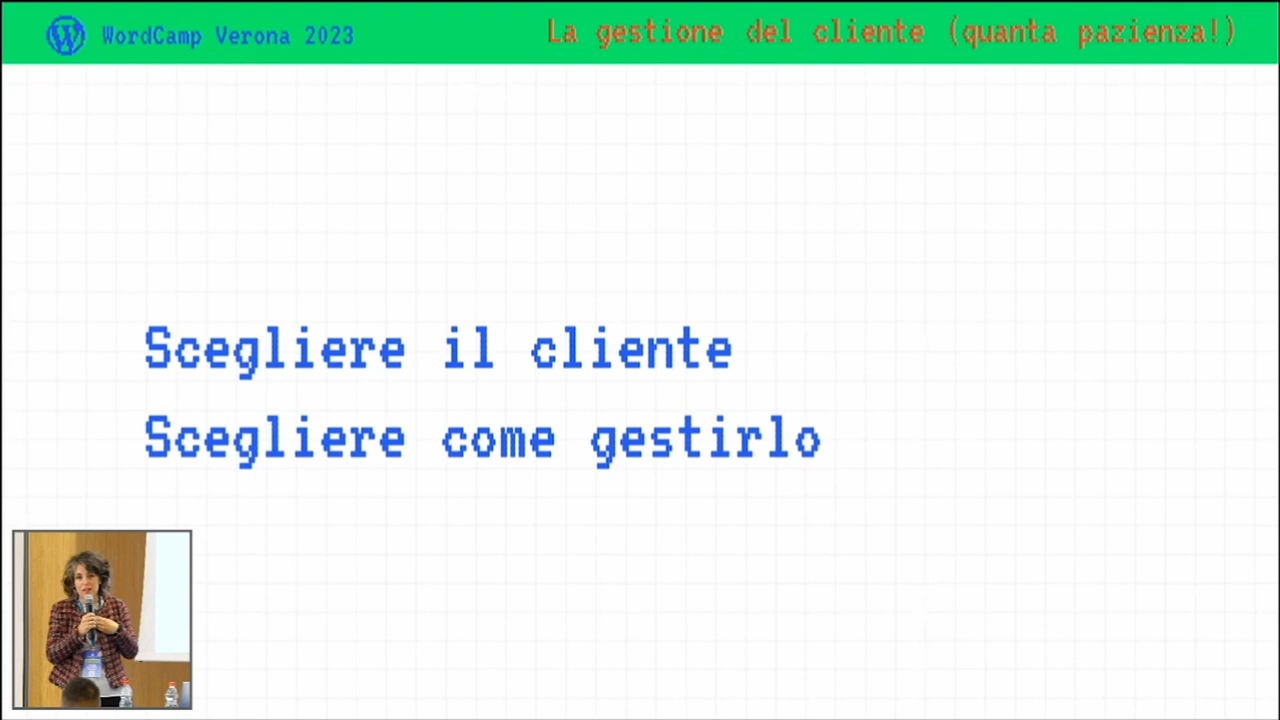 WordCamp Verona 2023
La gestione del cliente (quanta pazienza!)
Scegliere il cliente
Scegliere come gestirlo